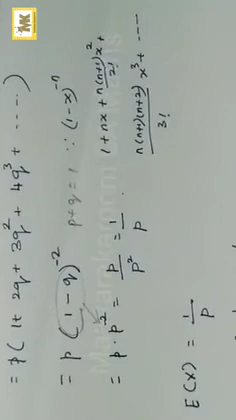 = p(1 + 2q + 3q² + 4q³ + ----)
= p(1 - q)⁻²   p+q = 1   ∵ (1-x)⁻ⁿ
= p . p⁻² = p/p² = 1/p
1 + nx + n(n+1)/2! x² +
n(n+1)(n+2)/3! x³ + ----
E(X) = 1/p